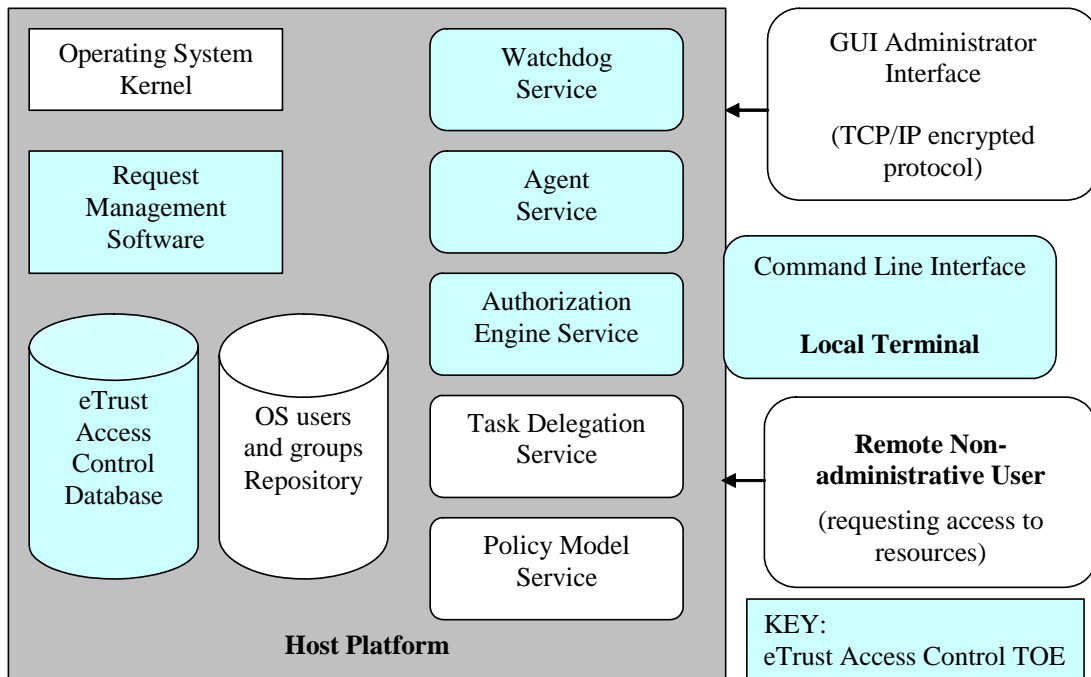 Operating System
Kernel
Request
Management
Software
eTrust
Access
Control
Database
OS users
and groups
Repository
Watchdog
Service
Agent
Service
Authorization
Engine Service
Task Delegation
Service
Policy Model
Service
Host Platform
GUI Administrator
Interface
(TCP/IP encrypted
protocol)
Command Line Interface
Local Terminal
Remote Non-
administrative User
(requesting access to
resources)
KEY:
eTrust Access Control TOE